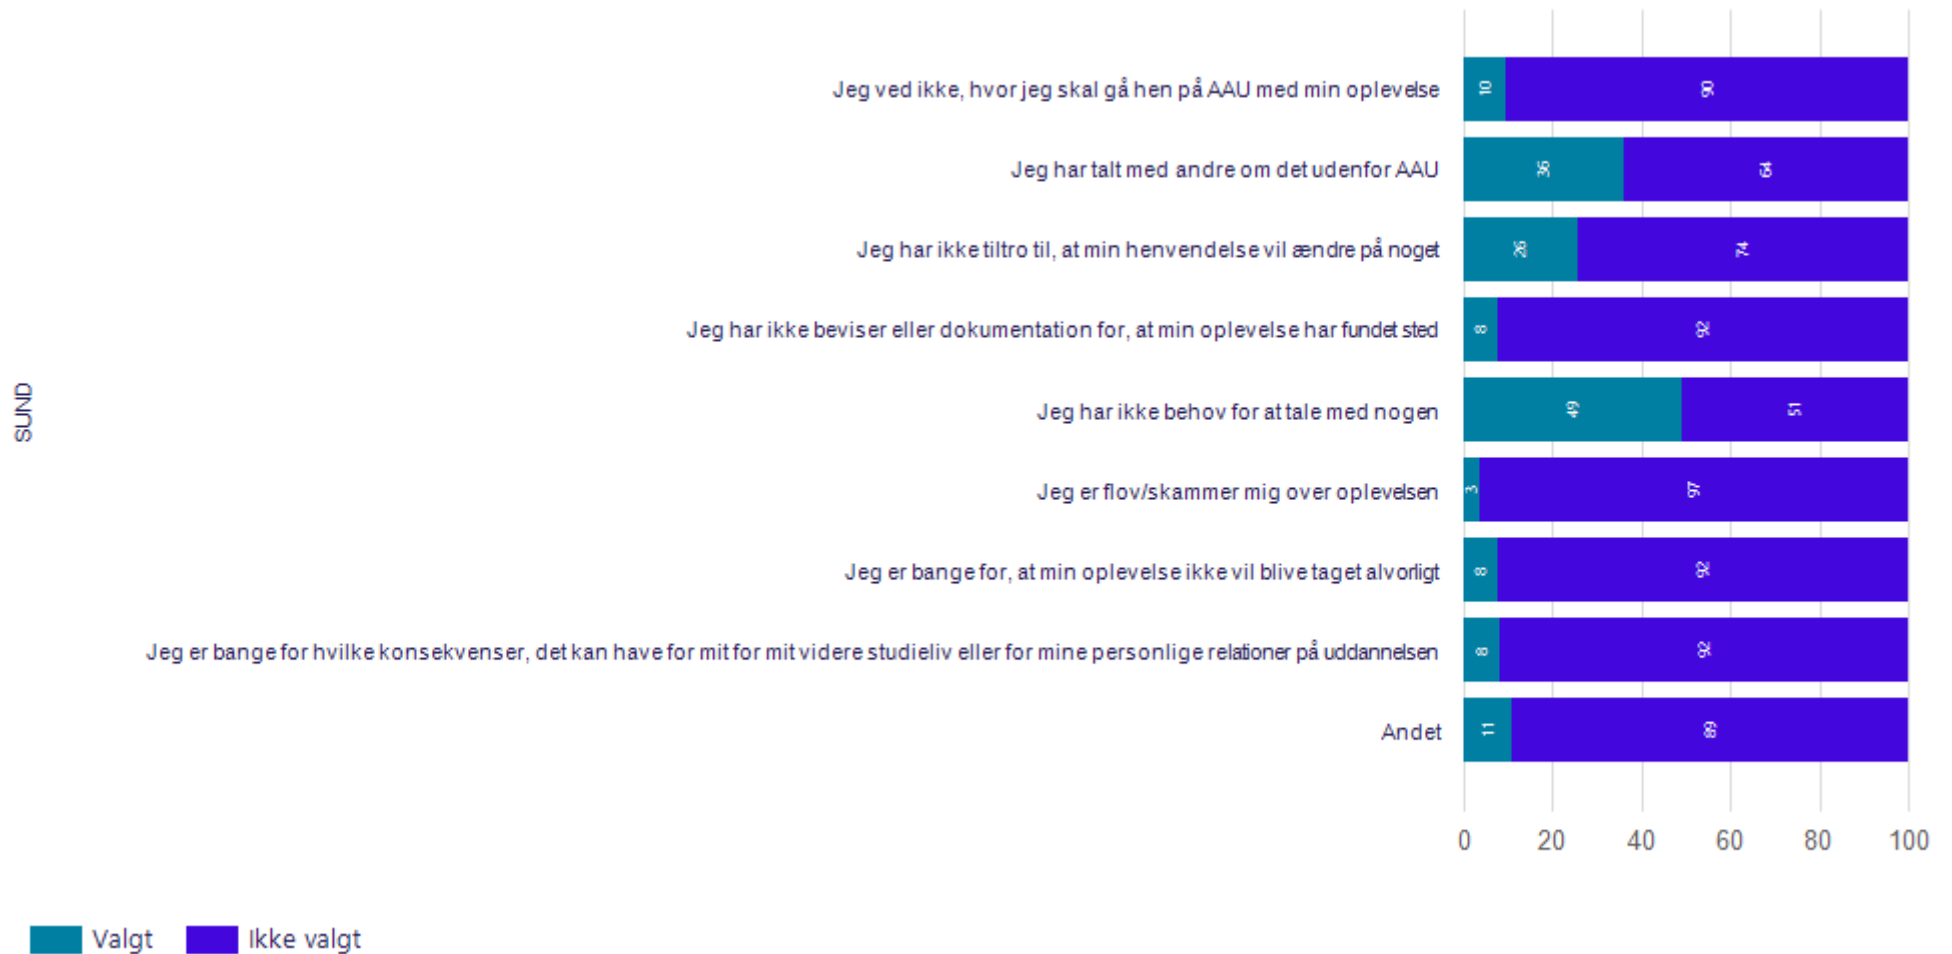 SUND
Jeg ved ikke, hvor jeg skal gå hen på AAU med min oplevelse 10 90
Jeg har talt med andre om det udenfor AAU 36 64
Jeg har ikke tiltro til, at min henvendelse vil ændre på noget 26 74
Jeg har ikke beviser eller dokumentation for, at min oplevelse har fundet sted 8 92
Jeg har ikke behov for at tale med nogen 49 51
Jeg er flov/skammer mig over oplevelsen 3 97
Jeg er bange for, at min oplevelse ikke vil blive taget alvorligt 8 92
Jeg er bange for hvilke konsekvenser, det kan have for mit for mit videre studieliv eller for mine personlige relationer på uddannelsen 8 92
Andet 11 89
0 20 40 60 80 100
Valgt Ikke valgt